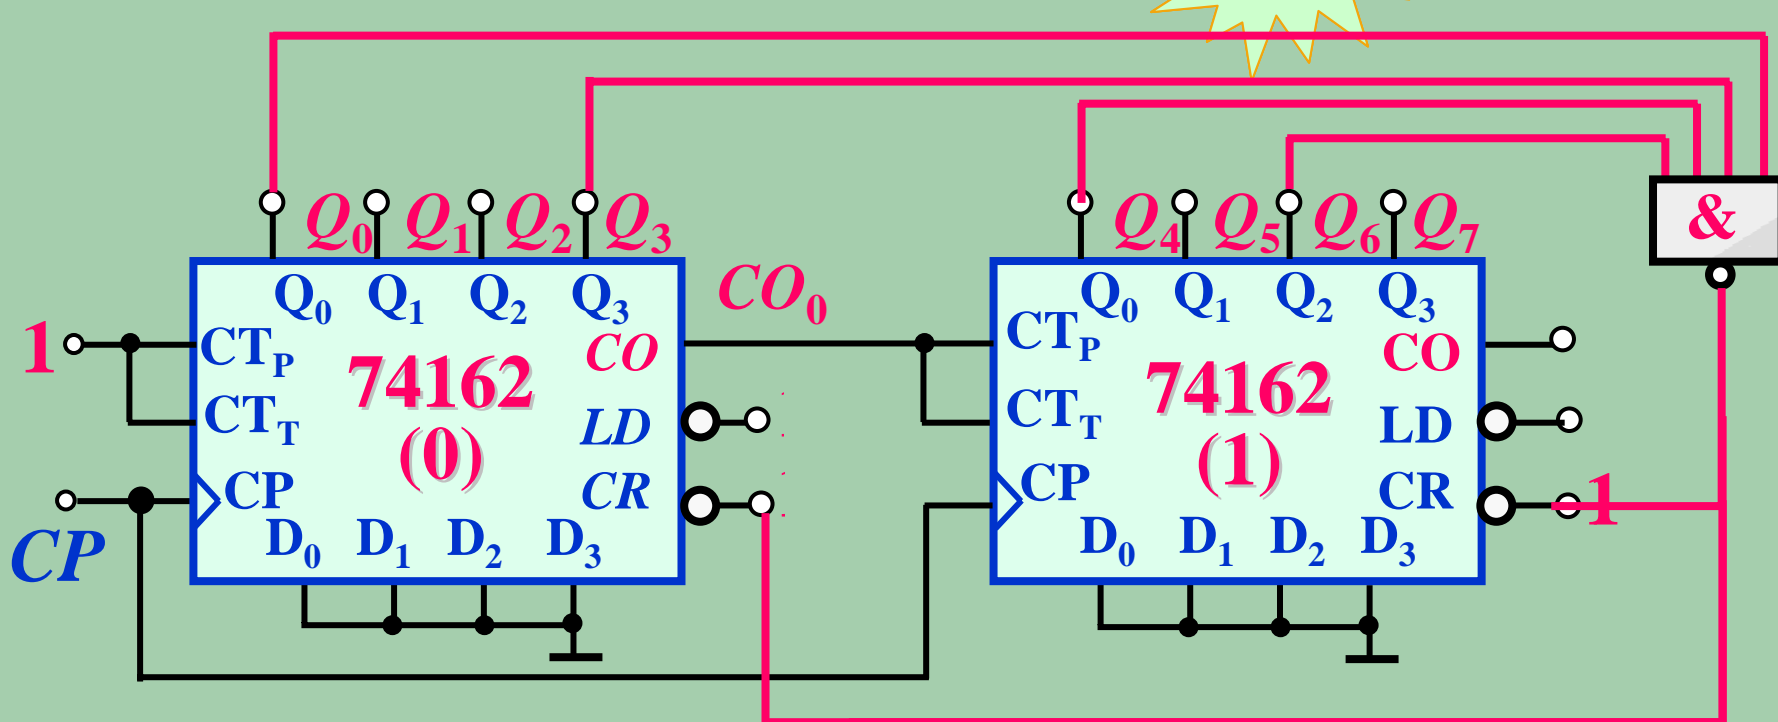 Q0 Q1 Q2 Q3 Q4 Q5 Q6 Q7
&
Q0 Q1 Q2 Q3 CO0 Q0 Q1 Q2 Q3
1 CTP 74162 CO CTP 74162 CO
CTT (0) LD CTT (1) LD
CP CR CP CR 1
CP D0 D1 D2 D3 D0 D1 D2 D3